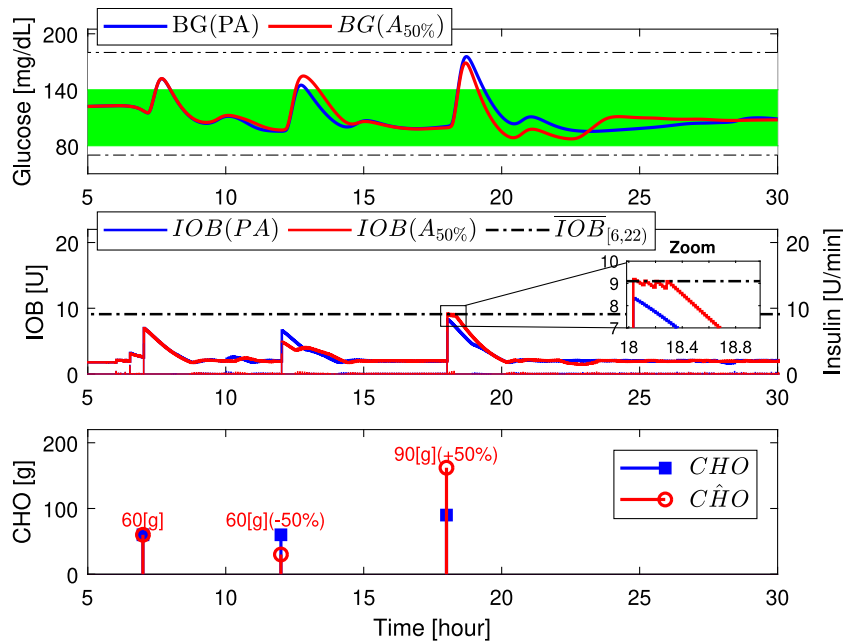 BG(PA) BG(A50%)
Glucose [mg/dL]
200
140
80
5 10 15 20 25 30
IOB(PA) IOB(A50%) IOB[6,22]
IOB [U]
20
10
0
Insulin [U/min]
20
10
0
Zoom
10
9
8
7
18 18.4 18.8
5 10 15 20 25 30
CHO [g]
200
100
0
60[g]
60[g](-50%)
90[g](+50%)
CHO
CĤO
5 10 15 20 25 30
Time [hour]